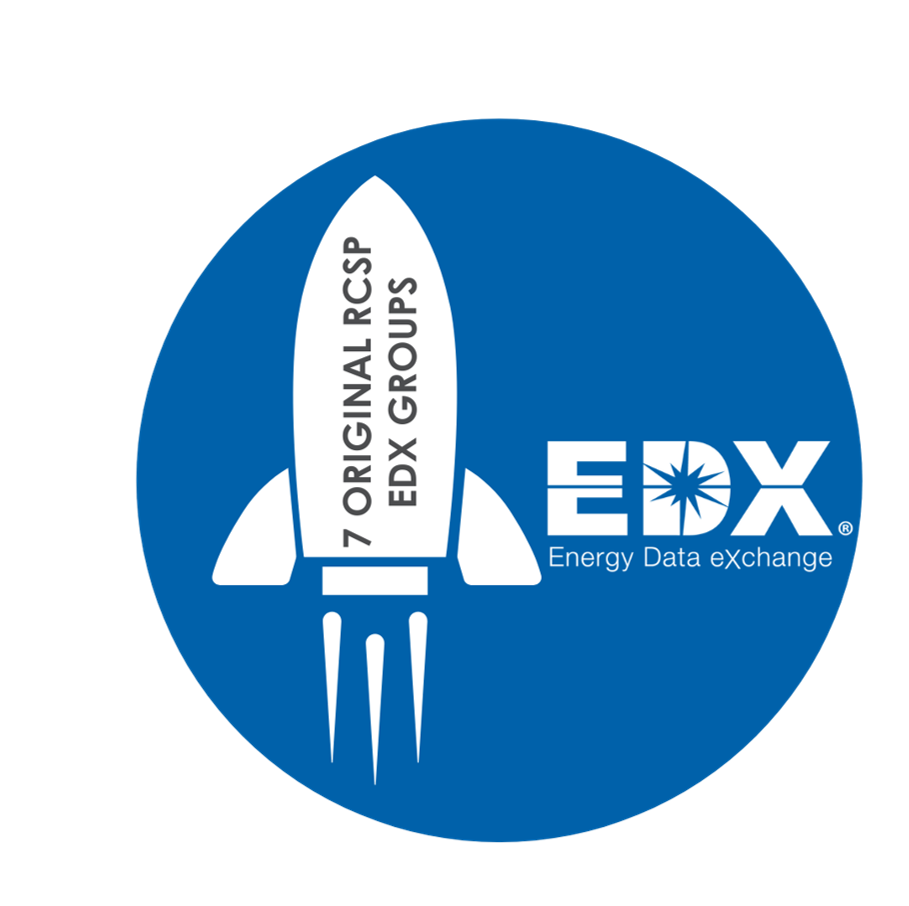 7 ORIGINAL RCSP
EDX GROUPS
EDX®
Energy Data eXchange